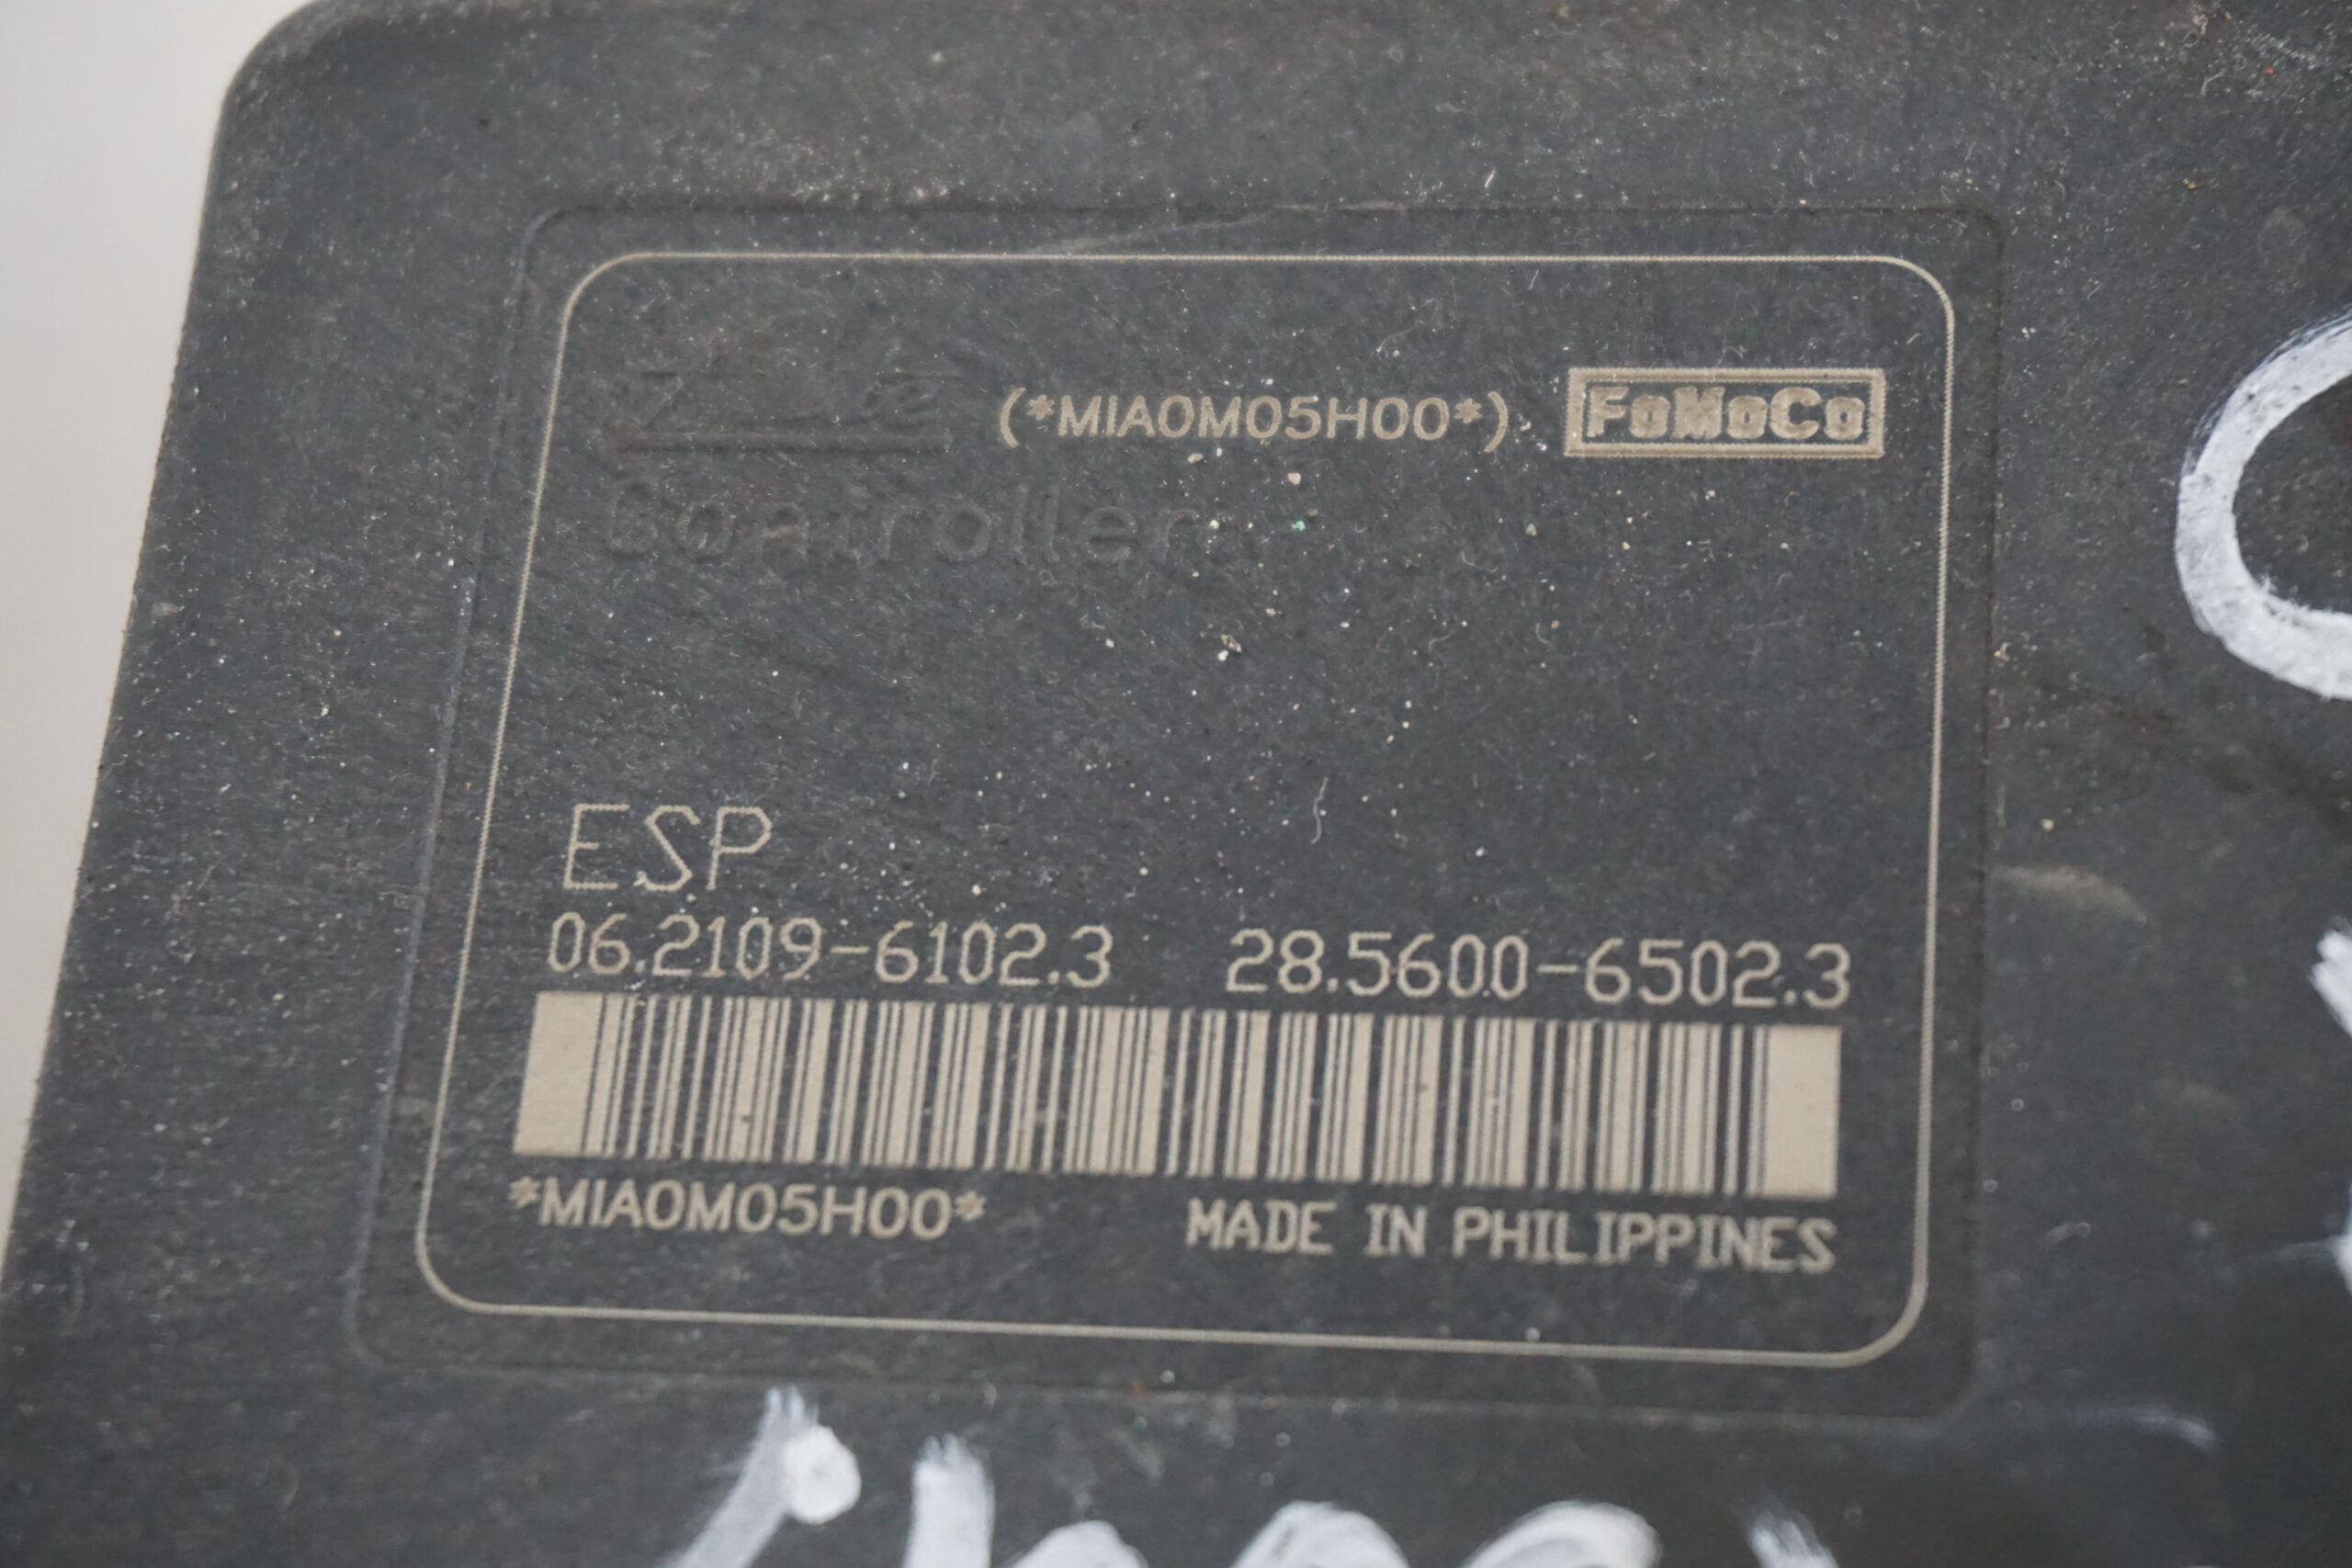 (*MIA0M05H00*) FoMoCo
Controller
ESP
06.2109-6102.3 28.5600-6502.3
*MIA0M05H00* MADE IN PHILIPPINES